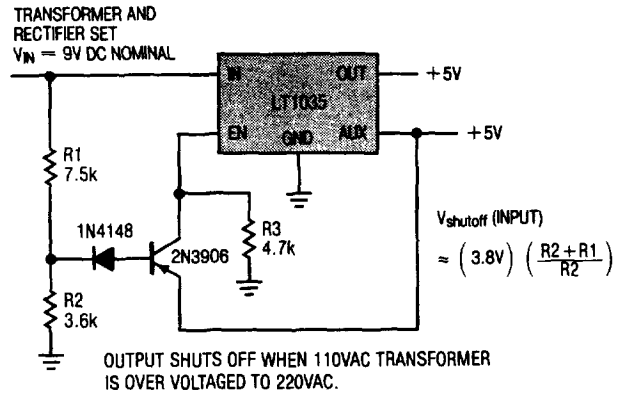 TRANSFORMER AND
RECTIFIER SET
VIN = 9V DC NOMINAL
IN
OUT
+5V
LT1035
EN
GND
AUX
+5V
R1
7.5k
1N4148
2N3906
R3
4.7k
Vshutoff (INPUT)
≈ (3.8V) (R2+R1
R2)
R2
3.6k
OUTPUT SHUTS OFF WHEN 110VAC TRANSFORMER
IS OVER VOLTAGED TO 220VAC.